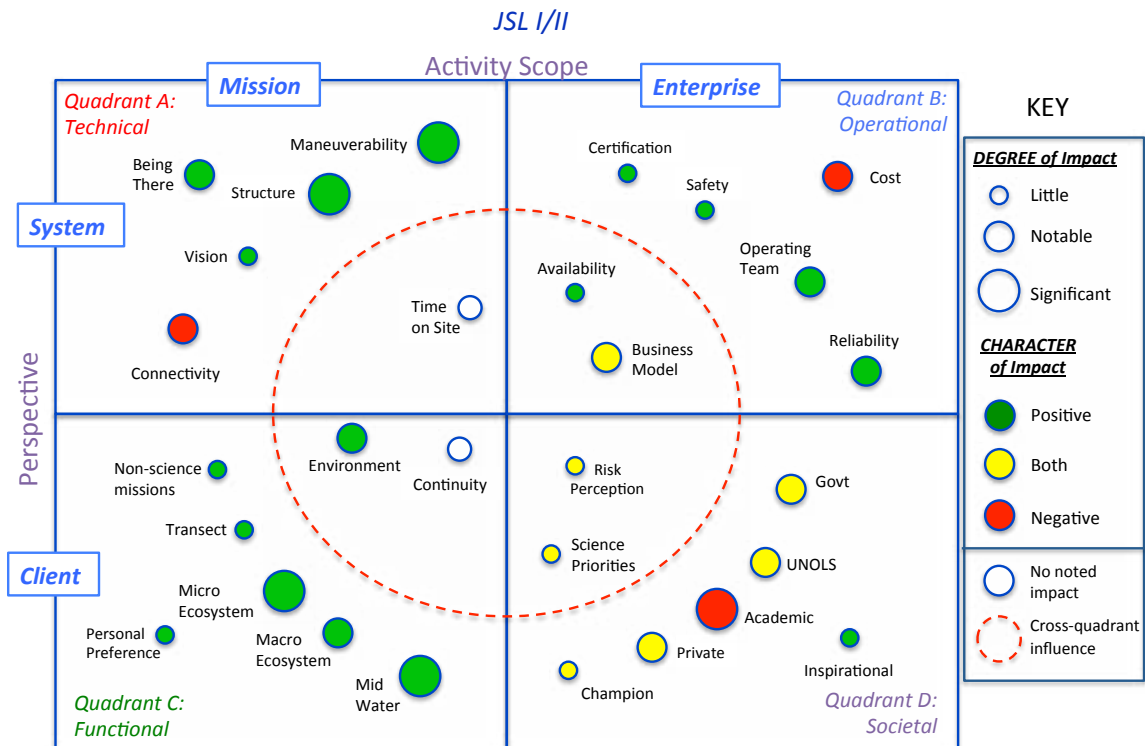 JSL I/II
Activity Scope
Mission
Enterprise
Quadrant A:
Technical
Being
There
Maneuverability
Structure
Vision
Connectivity
Time
on Site
System
Quadrant B:
Operational
Certification
Safety
Cost
Availability
Operating
Team
Business
Model
Reliability
Perspective
Client
Non-science
missions
Environment
Continuity
Transect
Micro
Ecosystem
Personal
Preference
Macro
Ecosystem
Mid
Water
Quadrant C:
Functional
Risk
Perception
Govt
Science
Priorities
UNOLS
Academic
Private
Champion
Inspirational
Quadrant D:
Societal
KEY
DEGREE of Impact
Little
Notable
Significant
CHARACTER
of Impact
Positive
Both
Negative
No noted
impact
Cross-quadrant
influence